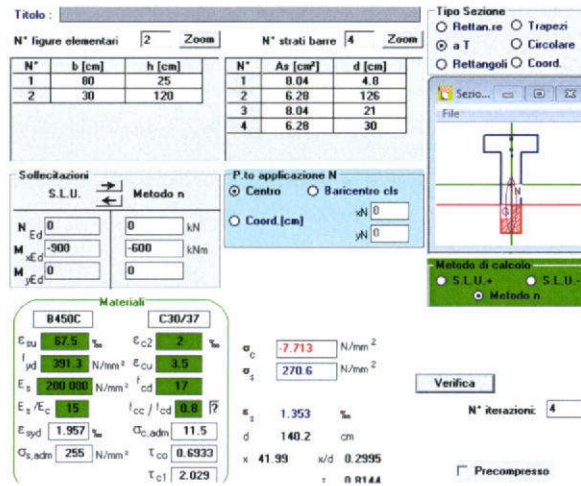 Titolo :
N° figure elementari 2 Zoom N° strati barre 4 Zoom
N° b [cm] h [cm]
1 80 25
2 30 120
N° As [cm²] d [cm]
1 8.04 4.8
2 6.28 126
3 8.04 21
4 6.28 30
Tipo Sezione
Rettan.re Trapezi
a T Circolare
Rettangoli Coord.
Sezio...
File
N
Sollecitazioni
S.L.U. Metodo n
N Ed 0 0 kN
M xEd -900 -600 kNm
M yEd 0 0
P.to applicazione N
Centro Baricentro cls
Coord.[cm] xN 0
yN 0
Metodo di calcolo
S.L.U.+ S.L.U.-
Metodo n
Materiali
B450C C30/37
εsu 67.5 ‰ εc2 2 ‰
fyd 391.3 N/mm² εcu 3.5
Es 200 000 N/mm² fcd 17
Es /Ec 15 fcc / fcd 0.8 ?
εsyd 1.957 ‰ σc,adm 11.5
σs,adm 255 N/mm² τco 0.6933
τc1 2.029
σc -7.713 N/mm²
σs 270.6 N/mm²
εs 1.353 ‰
d 140.2 cm
x 41.99 x/d 0.2995
0.8144
Verifica
N° iterazioni: 4
Precompresso